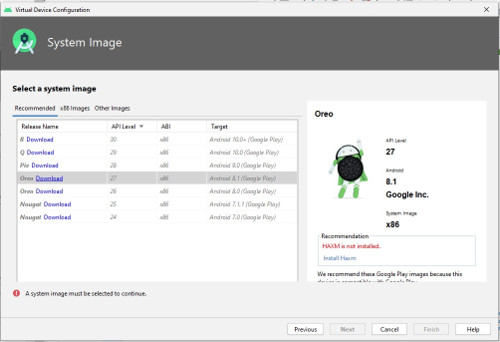 Virtual Device Configuration
System Image
Select a system image
Recommended x86 Images Other Images
Release Name API Level ABI Target
R Download 30 x86 Android 10.0+ (Google Play)
Q Download 29 x86 Android 10.0 (Google Play)
Pie Download 28 x86 Android 9.0 (Google Play)
Oreo Download 27 x86 Android 8.1 (Google Play)
Oreo Download 26 x86 Android 8.0 (Google Play)
Nougat Download 25 x86 Android 7.1.1 (Google Play)
Nougat Download 24 x86 Android 7.0 (Google Play)
Oreo
API Level
27
Android
8.1
Google Inc.
System Image
x86
Recommendation
HAXM is not installed.
Install Haxm
We recommend these Google Play images because this
device is compatible with Google Play.
A system image must be selected to continue.
Previous Next Cancel Finish Help